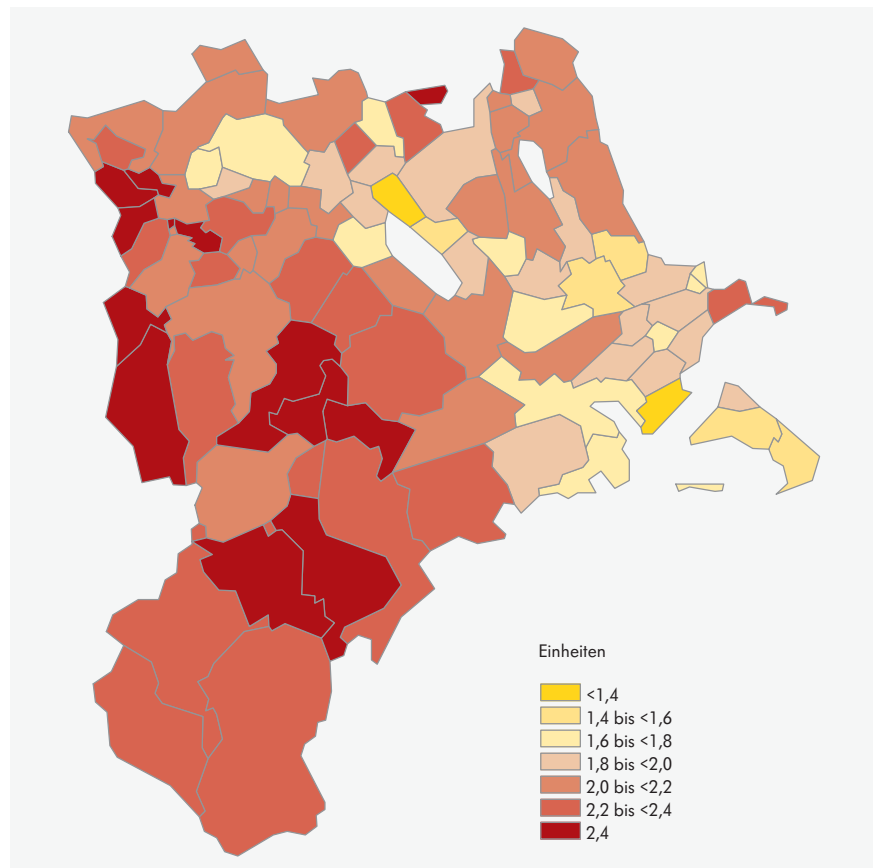 Einheiten
<1,4
1,4 bis <1,6
1,6 bis <1,8
1,8 bis <2,0
2,0 bis <2,2
2,2 bis <2,4
2,4